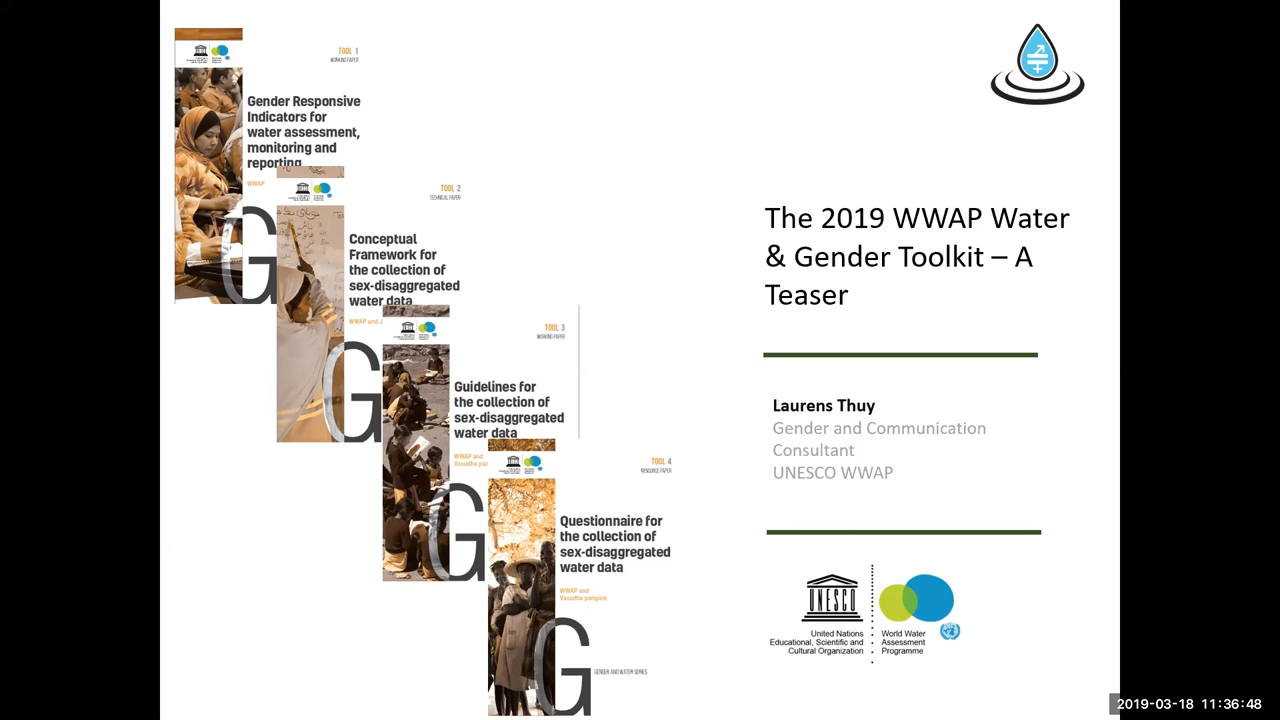 TOOL 1
WORKING PAPER
Gender Responsive
Indicators for
water assessment,
monitoring and
reporting
WWAP
G
TOOL 2
TECHNICAL PAPER
Conceptual
Framework for
the collection of
sex-disaggregated
water data
WWAP and J
G
TOOL 3
WORKING PAPER
Guidelines for
the collection of
sex-disaggregated
water data
WWAP and
Vasudha pan
G
TOOL 4
RESOURCE PAPER
Questionnaire for
the collection of
sex-disaggregated
water data
WWAP and
Vasudha pangare
G
GENDER AND WATER SERIES
The 2019 WWAP Water
& Gender Toolkit – A
Teaser
Laurens Thuy
Gender and Communication
Consultant
UNESCO WWAP
UNESCO
United Nations
Educational, Scientific and
Cultural Organization
World Water
Assessment
Programme
2019-03-18 11:36:48